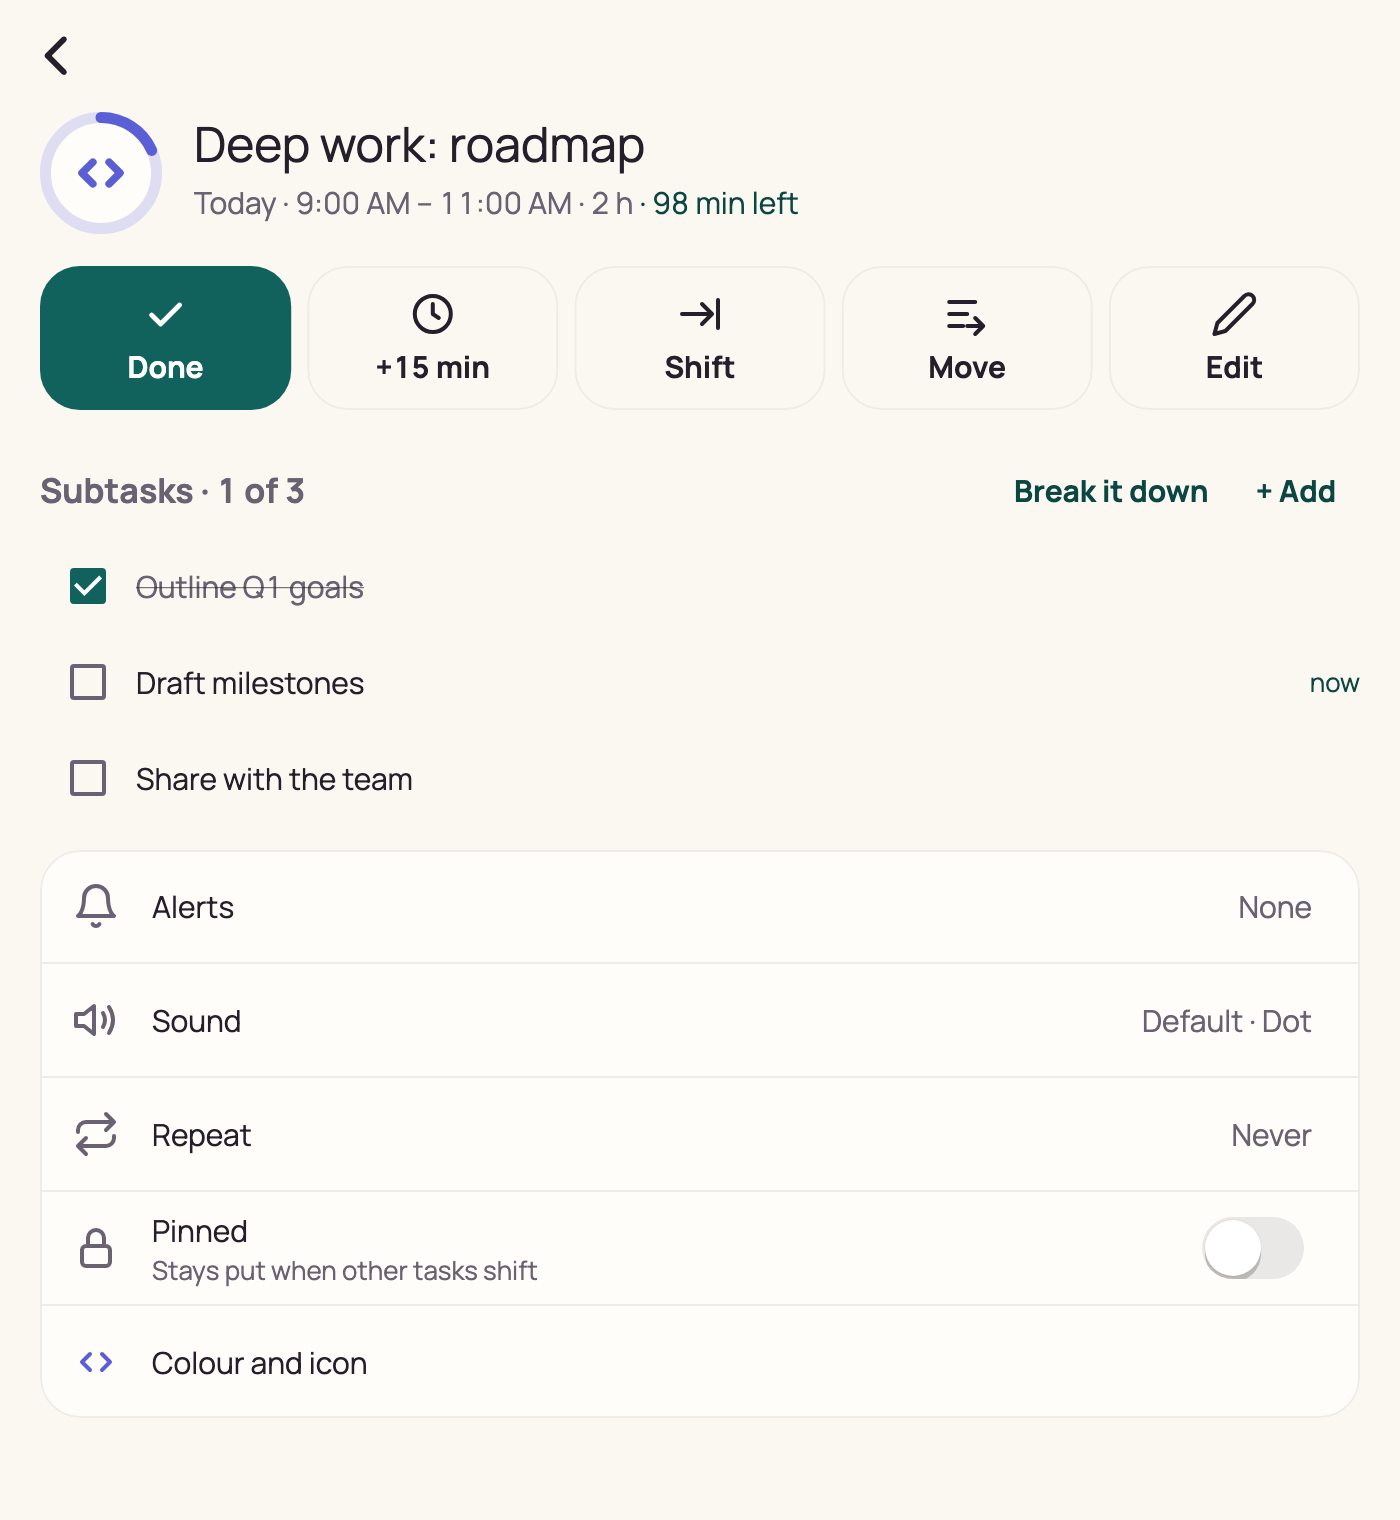 Deep work: roadmap
Today · 9:00 AM – 11:00 AM · 2 h · 98 min left
Done
+15 min
Shift
Move
Edit
Subtasks · 1 of 3
Break it down
+ Add
Outline Q1 goals
Draft milestones
now
Share with the team
Alerts
None
Sound
Default · Dot
Repeat
Never
Pinned
Stays put when other tasks shift
Colour and icon